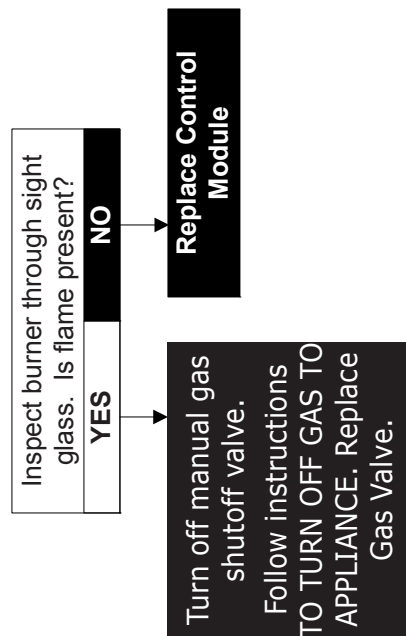 Inspect burner through sight
glass. Is flame present?
YES
NO
Turn off manual gas
shutoff valve.
Follow instructions
TO TURN OFF GAS TO
APPLIANCE. Replace
Gas Valve.
Replace Control
Module